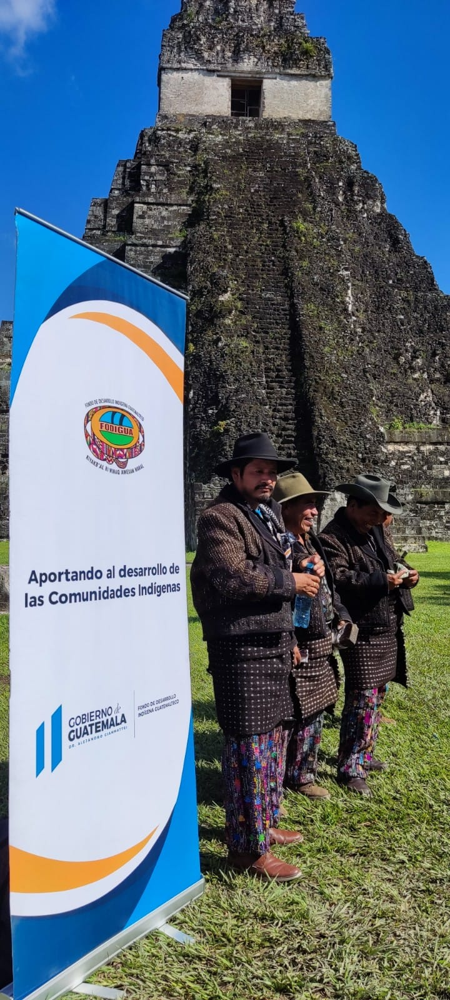 FONDO DE DESARROLLO INDIGENA GUATEMALTECO
FODIGUA
Aportando al desarrollo de
las Comunidades Indígenas
GOBIERNO de
GUATEMALA
DR. ALEJANDRO GIAMMATTEI
FONDO DE DESARROLLO
INDÍGENA GUATEMALTECO